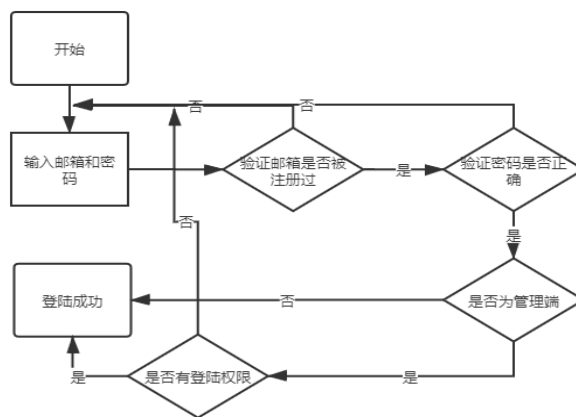 开始
否
否
输入邮箱和密
码
验证邮箱是否被
注册过
是
验证密码是否正
确
否
是
登陆成功
否
是否为管理端
是
是否有登陆权限
是